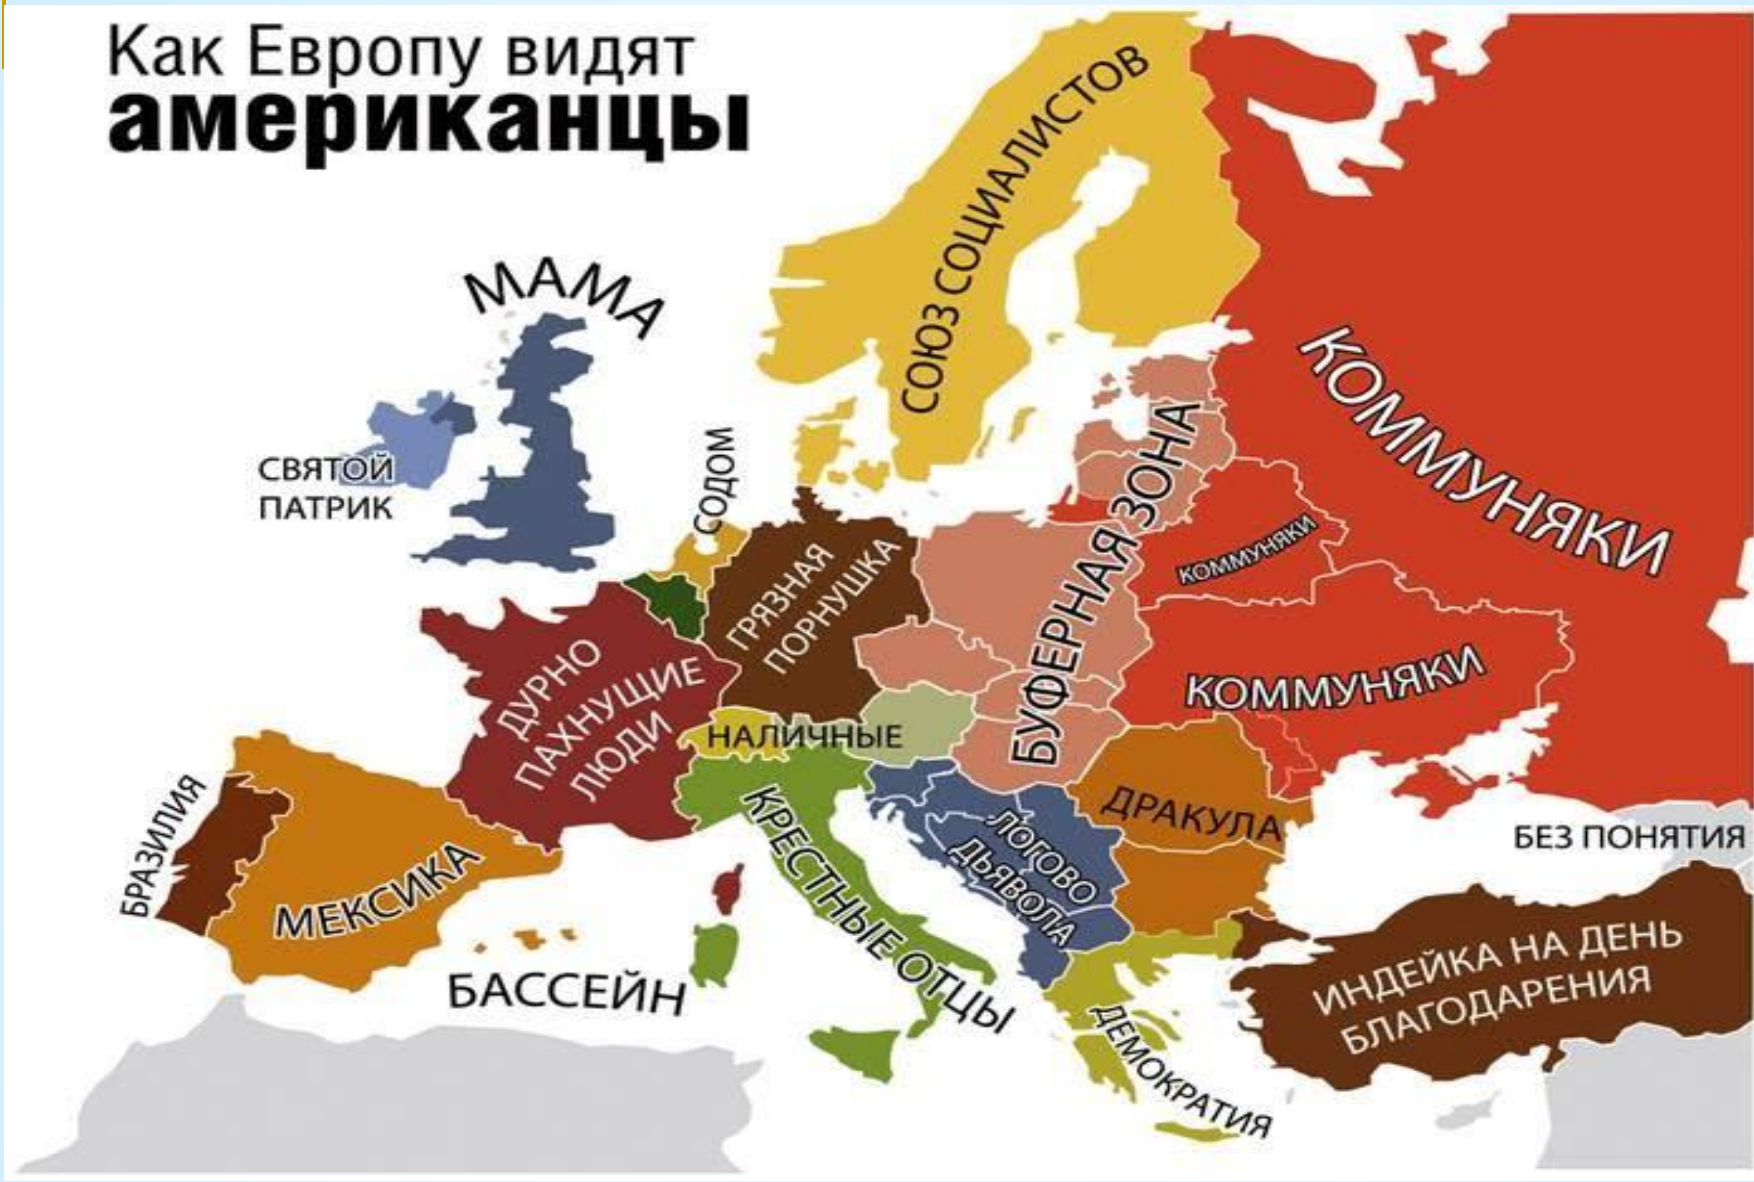 Как Европу видят
американцы
СОЮЗ СОЦИАЛИСТОВ
МАМА
СВЯТОЙ
ПАТРИК
СОДОМ
КОММУНЯКИ
БУФЕРНАЯ ЗОНА
КОММУНЯКИ
ГРЯЗНАЯ
ПОРНУШКА
ДУРНО
ПАХНУЩИЕ
ЛЮДИ
КОММУНЯКИ
НАЛИЧНЫЕ
БРАЗИЛИЯ
МЕКСИКА
КРЕСТНЫЕ ОТЦЫ
ЛОГОВО
ДЬЯВОЛА
ДРАКУЛА
БЕЗ ПОНЯТИЯ
БАССЕЙН
ДЕМОКРАТИЯ
ИНДЕЙКА НА ДЕНЬ
БЛАГОДАРЕНИЯ